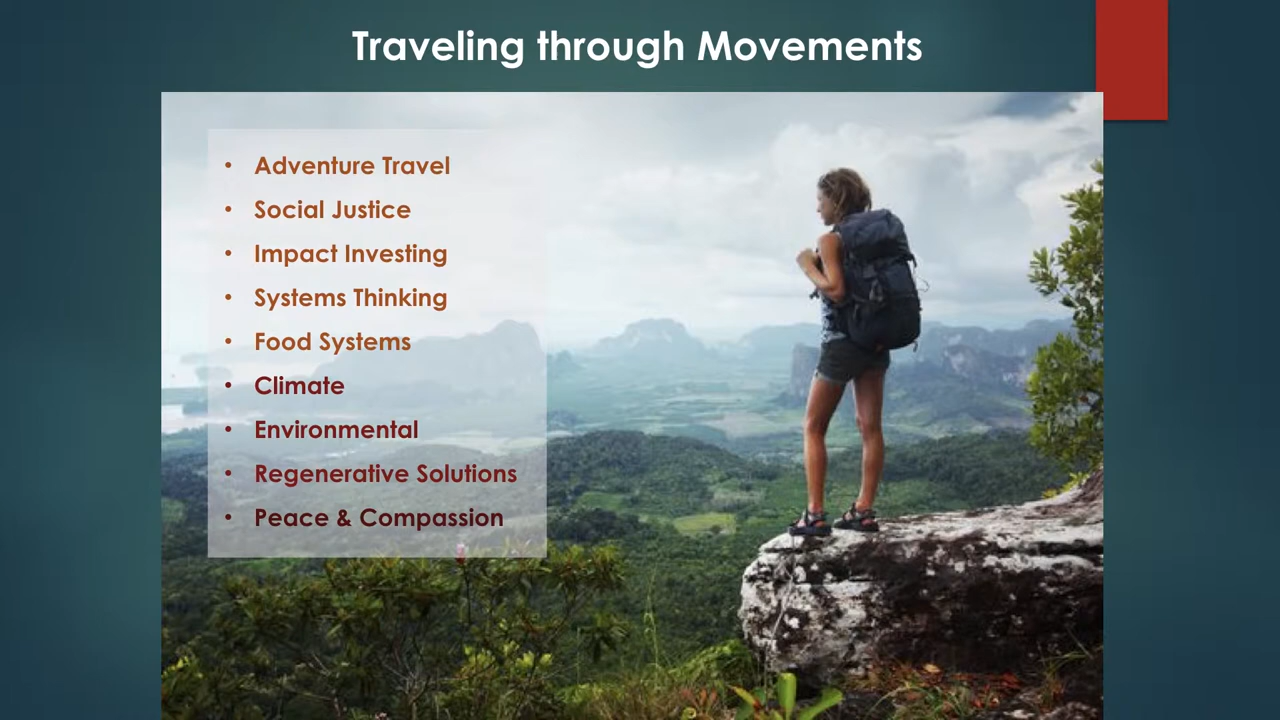 Traveling through Movements
• Adventure Travel
• Social Justice
• Impact Investing
• Systems Thinking
• Food Systems
• Climate
• Environmental
• Regenerative Solutions
• Peace & Compassion